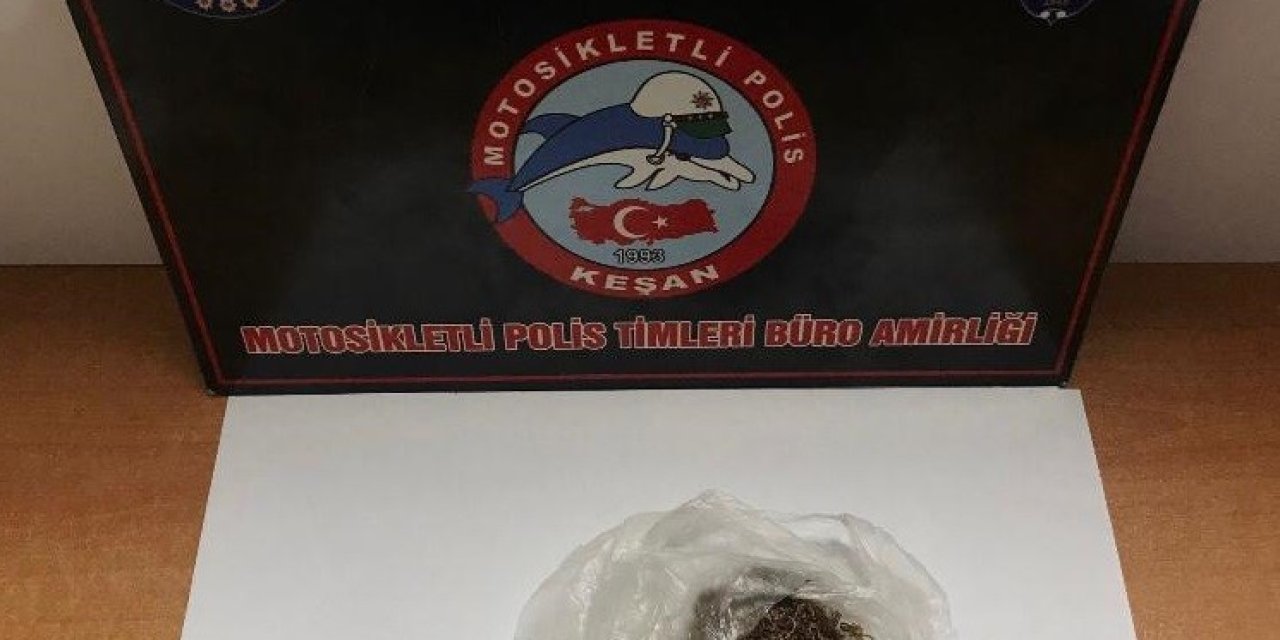 MOTOSİKLETLİ POLİS
1993
KEŞAN
MOTOSİKLETLİ POLİS TİMLERİ BÜRO AMİRLİĞİ